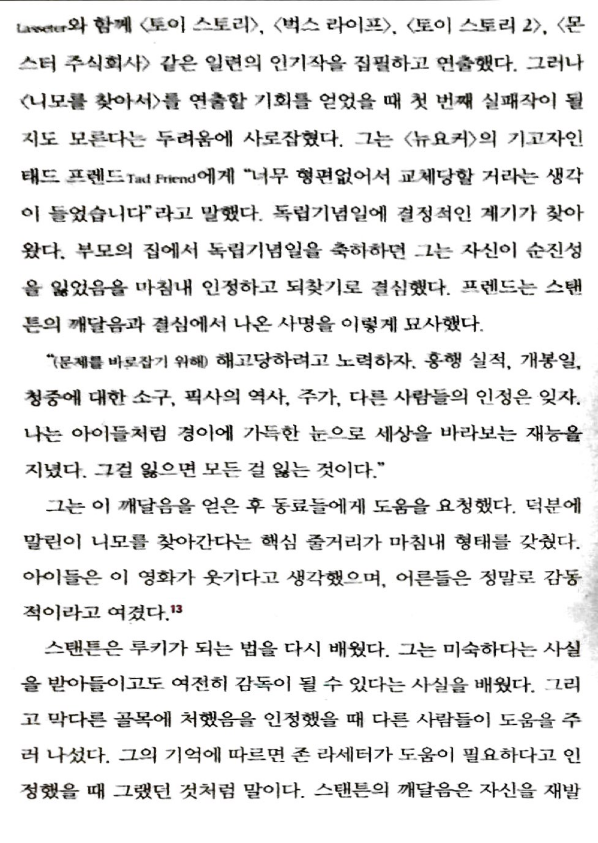 Lasseter와 함께 〈토이 스토리〉, 〈벅스 라이프〉, 〈토이 스토리 2〉, 〈몬
스터 주식회사〉 같은 일련의 인기작을 집필하고 연출했다. 그러나
〈니모를 찾아서〉를 연출할 기회를 얻었을 때 첫 번째 실패작이 될
지도 모른다는 두려움에 사로잡혔다. 그는 〈뉴요커〉의 기고자인
태드 프렌드Tad Friend에게 “너무 형편없어서 교체당할 거라는 생각
이 들었습니다”라고 말했다. 독립기념일에 결정적인 계기가 찾아
왔다. 부모의 집에서 독립기념일을 축하하면 그는 자신이 순진성
을 잃었음을 마침내 인정하고 되찾기로 결심했다. 프렌드는 스탠
튼의 깨달음과 결심에서 나온 사명을 이렇게 묘사했다.
“(문제를 바로잡기 위해) 해고당하려고 노력하자. 흥행 실적, 개봉일,
청중에 대한 소구, 픽사의 역사, 주가, 다른 사람들의 인정은 잊자.
나는 아이들처럼 경이에 가득한 눈으로 세상을 바라보는 재능을
지녔다. 그걸 잃으면 모든 걸 잃는 것이다.”
그는 이 깨달음을 얻은 후 동료들에게 도움을 요청했다. 덕분에
말린이 니모를 찾아간다는 핵심 줄거리가 마침내 형태를 갖췄다.
아이들은 이 영화가 웃기다고 생각했으며, 어른들은 정말로 감동
적이라고 여겼다.13
스탠튼은 루키가 되는 법을 다시 배웠다. 그는 미숙하다는 사실
을 받아들이고도 여전히 감독이 될 수 있다는 사실을 배웠다. 그리
고 막다른 골목에 처했음을 인정했을 때 다른 사람들이 도움을 주
러 나섰다. 그의 기억에 따르면 존 라세터가 도움이 필요하다고 인
정했을 때 그랬던 것처럼 말이다. 스탠튼의 깨달음은 자신을 재발